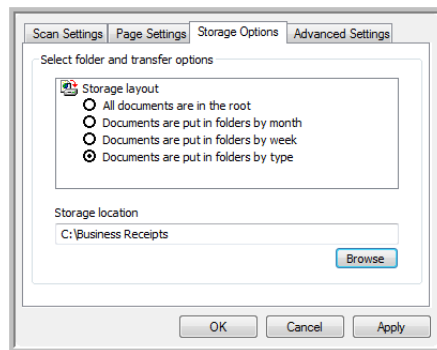 Scan Settings Page Settings Storage Options Advanced Settings
Select folder and transfer options
Storage layout
All documents are in the root
Documents are put in folders by month
Documents are put in folders by week
Documents are put in folders by type
Storage location
C:\Business Receipts
Browse
OK Cancel Apply